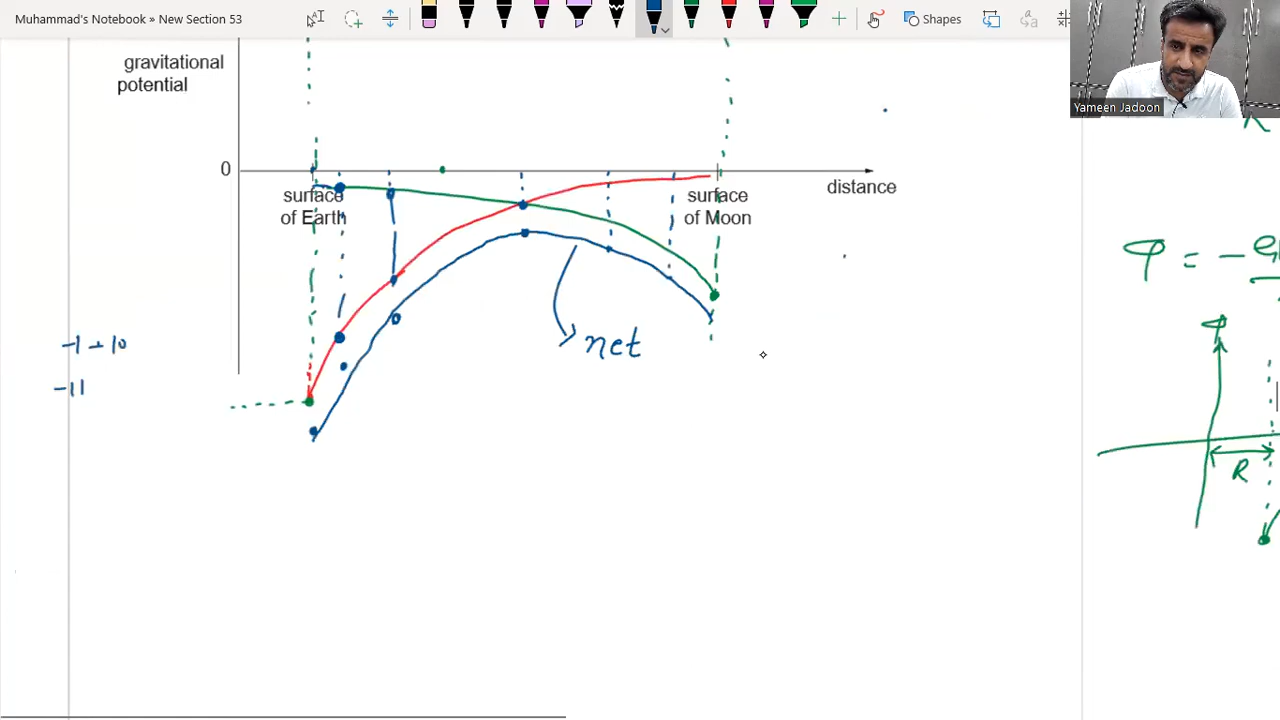 Muhammad's Notebook » New Section 53
Shapes
Yameen Jadoon
gravitational
potential
0
surface
of Earth
surface
of Moon
distance
net
-1 + 10
-11
φ = -
φ
R